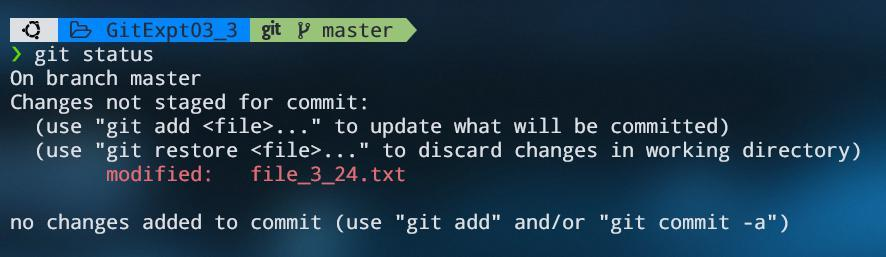 GitExpt03_3 git master
❯ git status
On branch master
Changes not staged for commit:
  (use "git add <file>..." to update what will be committed)
  (use "git restore <file>..." to discard changes in working directory)
        modified:   file_3_24.txt

no changes added to commit (use "git add" and/or "git commit -a")